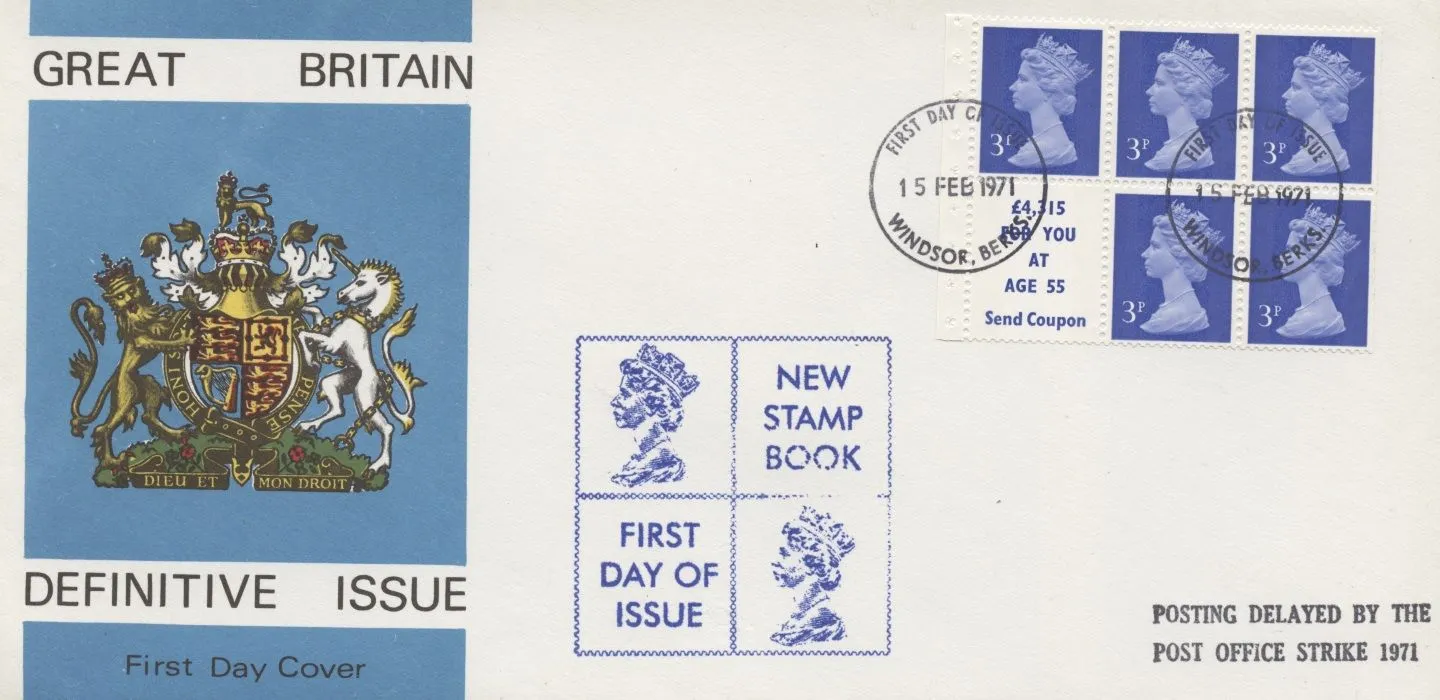 GREAT BRITAIN
HONI PENSE
DIEU ET MON DROIT
DEFINITIVE ISSUE
First Day Cover
3P 3P 3P
FIRST DAY OF ISSUE
15 FEB 1971
WINDSOR, BERKS.
FIRST DAY OF ISSUE
15 FEB 1971
WINDSOR, BERKS.
£4,315
FOR YOU
AT
AGE 55
Send Coupon
3P 3P
NEW
STAMP
BOOK
FIRST
DAY OF
ISSUE
POSTING DELAYED BY THE
POST OFFICE STRIKE 1971